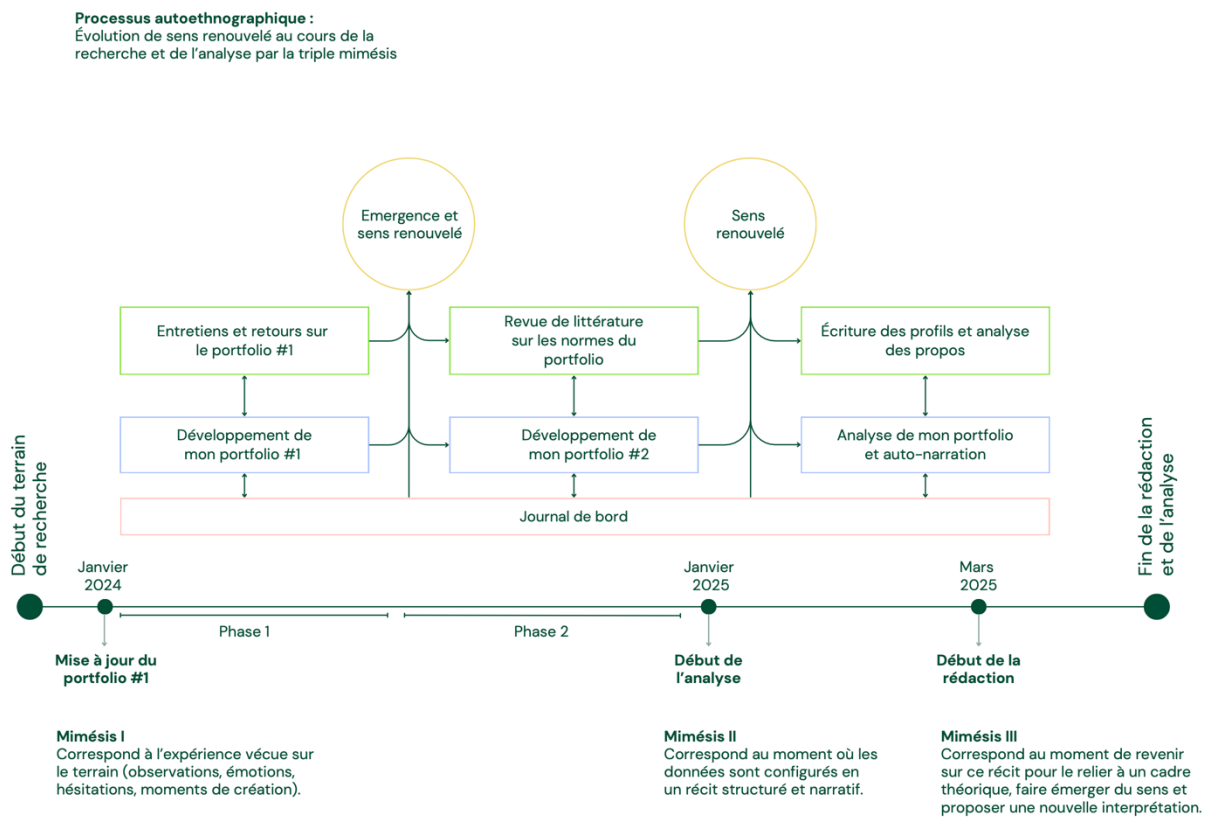 Processus autoethnographique :
Évolution de sens renouvelé au cours de la
recherche et de l'analyse par la triple mimésis
Emergence et
sens renouvelé
Sens
renouvelé
Entretiens et retours sur
le portfolio #1
Revue de littérature
sur les normes du
portfolio
Écriture des profils et analyse
des propos
Développement de
mon portfolio #1
Développement de
mon portfolio #2
Analyse de mon portfolio
et auto-narration
Journal de bord
Début du terrain
de recherche
Fin de la rédaction
et de l'analyse
Janvier
2024
Janvier
2025
Mars
2025
Phase 1
Phase 2
Mise à jour du
portfolio #1
Début de
l'analyse
Début de la
rédaction
Mimésis I
Correspond à l'expérience vécue sur
le terrain (observations, émotions,
hésitations, moments de création).
Mimésis II
Correspond au moment où les
données sont configurés en
un récit structuré et narratif.
Mimésis III
Correspond au moment de revenir
sur ce récit pour le relier à un cadre
théorique, faire émerger du sens et
proposer une nouvelle interprétation.